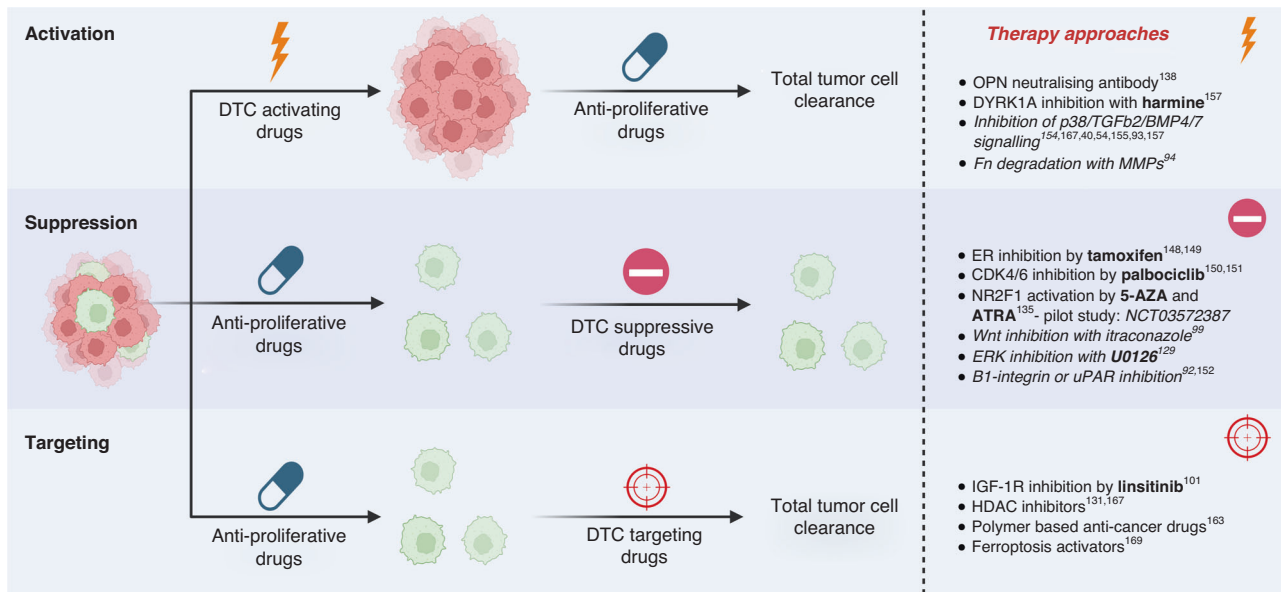 Activation
DTC activating
drugs
Anti-proliferative
drugs
Total tumor cell
clearance
Therapy approaches
• OPN neutralising antibody138
• DYRK1A inhibition with harmine157
• Inhibition of p38/TGFb2/BMP4/7
signalling154,167,40,54,155,93,157
• Fn degradation with MMPs94
Suppression
Anti-proliferative
drugs
DTC suppressive
drugs
• ER inhibition by tamoxifen148,149
• CDK4/6 inhibition by palbociclib150,151
• NR2F1 activation by 5-AZA and
ATRA135- pilot study: NCT03572387
• Wnt inhibition with itraconazole99
• ERK inhibition with U0126129
• B1-integrin or uPAR inhibition92,152
Targeting
Anti-proliferative
drugs
DTC targeting
drugs
Total tumor cell
clearance
• IGF-1R inhibition by linsitinib101
• HDAC inhibitors131,167
• Polymer based anti-cancer drugs163
• Ferroptosis activators169